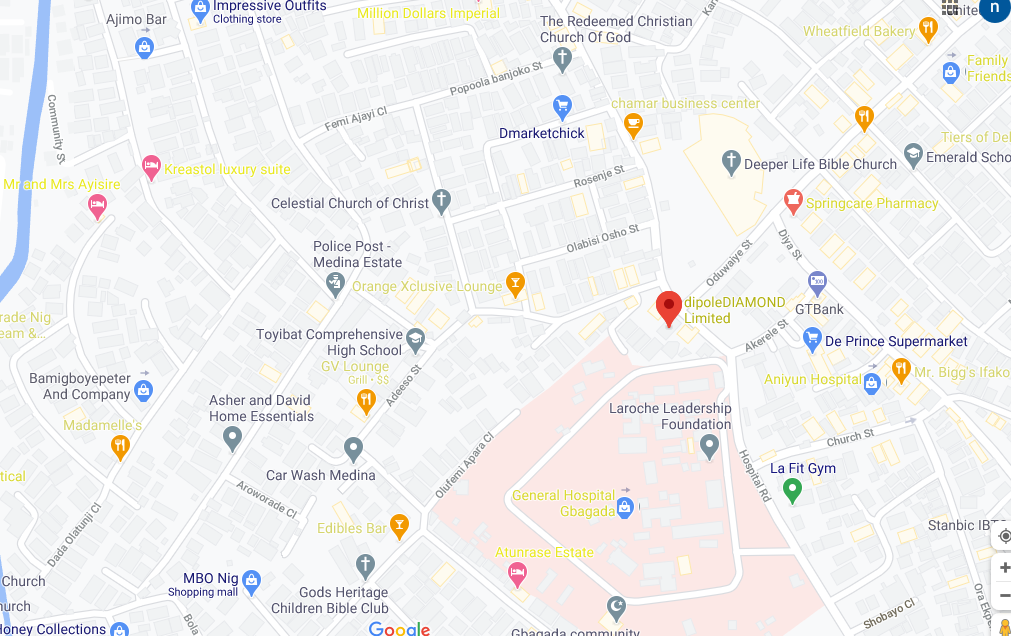 Impressive Outfits
Clothing store
Ajimo Bar
Million Dollars Imperial
The Redeemed Christian
Church Of God
n
Wheatfield Bakery
Family
Friends
Popoola banjoko St
Femi Ajayi Cl
Community St
Dmarketchick
chamar business center
Tiers of
Kreastol luxury suite
Mr and Mrs Ayisire
Deeper Life Bible Church
Emerald Scho
Rosenje St
Celestial Church of Christ
Springcare Pharmacy
Olabisi Osho St
Diya St
Oduwaiye St
Police Post -
Medina Estate
Orange Xclusive Lounge
dipoleDIAMOND
Limited
GTBank
rade Nig
eam &...
Toyibat Comprehensive
High School
Akerele St
De Prince Supermarket
GV Lounge
Grill • $$
Adeeso St
Aniyun Hospital
Mr. Bigg's Ifako
Bamigboyepeter
And Company
Asher and David
Home Essentials
Laroche Leadership
Foundation
Madamelle's
Church St
Car Wash Medina
Olufemi Apara Cl
Hospital Rd
La Fit Gym
tical
Aroworade Cl
General Hospital
Gbagada
Dada Olatunji Cl
Edibles Bar
Stanbic IBTC
Atunrase Estate
Church
MBO Nig
Shopping mall
Gods Heritage
Children Bible Club
Ora Ekpe
hurch
Shobayo Cl
Bola
Honey Collections
Google
Gbagada community